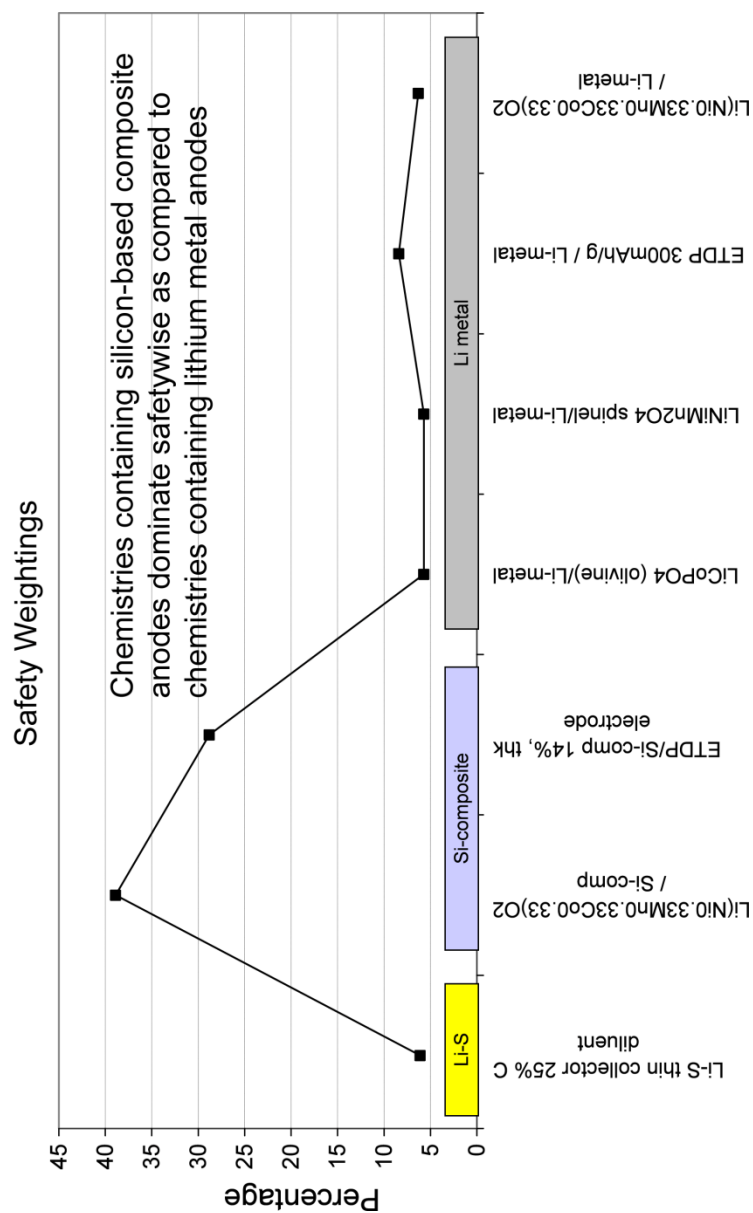 Safety Weightings
Chemistries containing silicon-based composite
anodes dominate safetywise as compared to
chemistries containing lithium metal anodes
Percentage
45
40
35
30
25
20
15
10
5
0
Li-S
Si-composite
Li metal
Li-S thin collector 25% C
diluent
Li(Ni0.33Mn0.33Co0.33)O2
/ Si-comp
ETDP/Si-comp 14%, thk
electrode
LiCoPO4 (olivine)/Li-metal
LiNiMn2O4 spinel/Li-metal
ETDP 300mAh/g / Li-metal
Li(Ni0.33Mn0.33Co0.33)O2
/ Li-metal